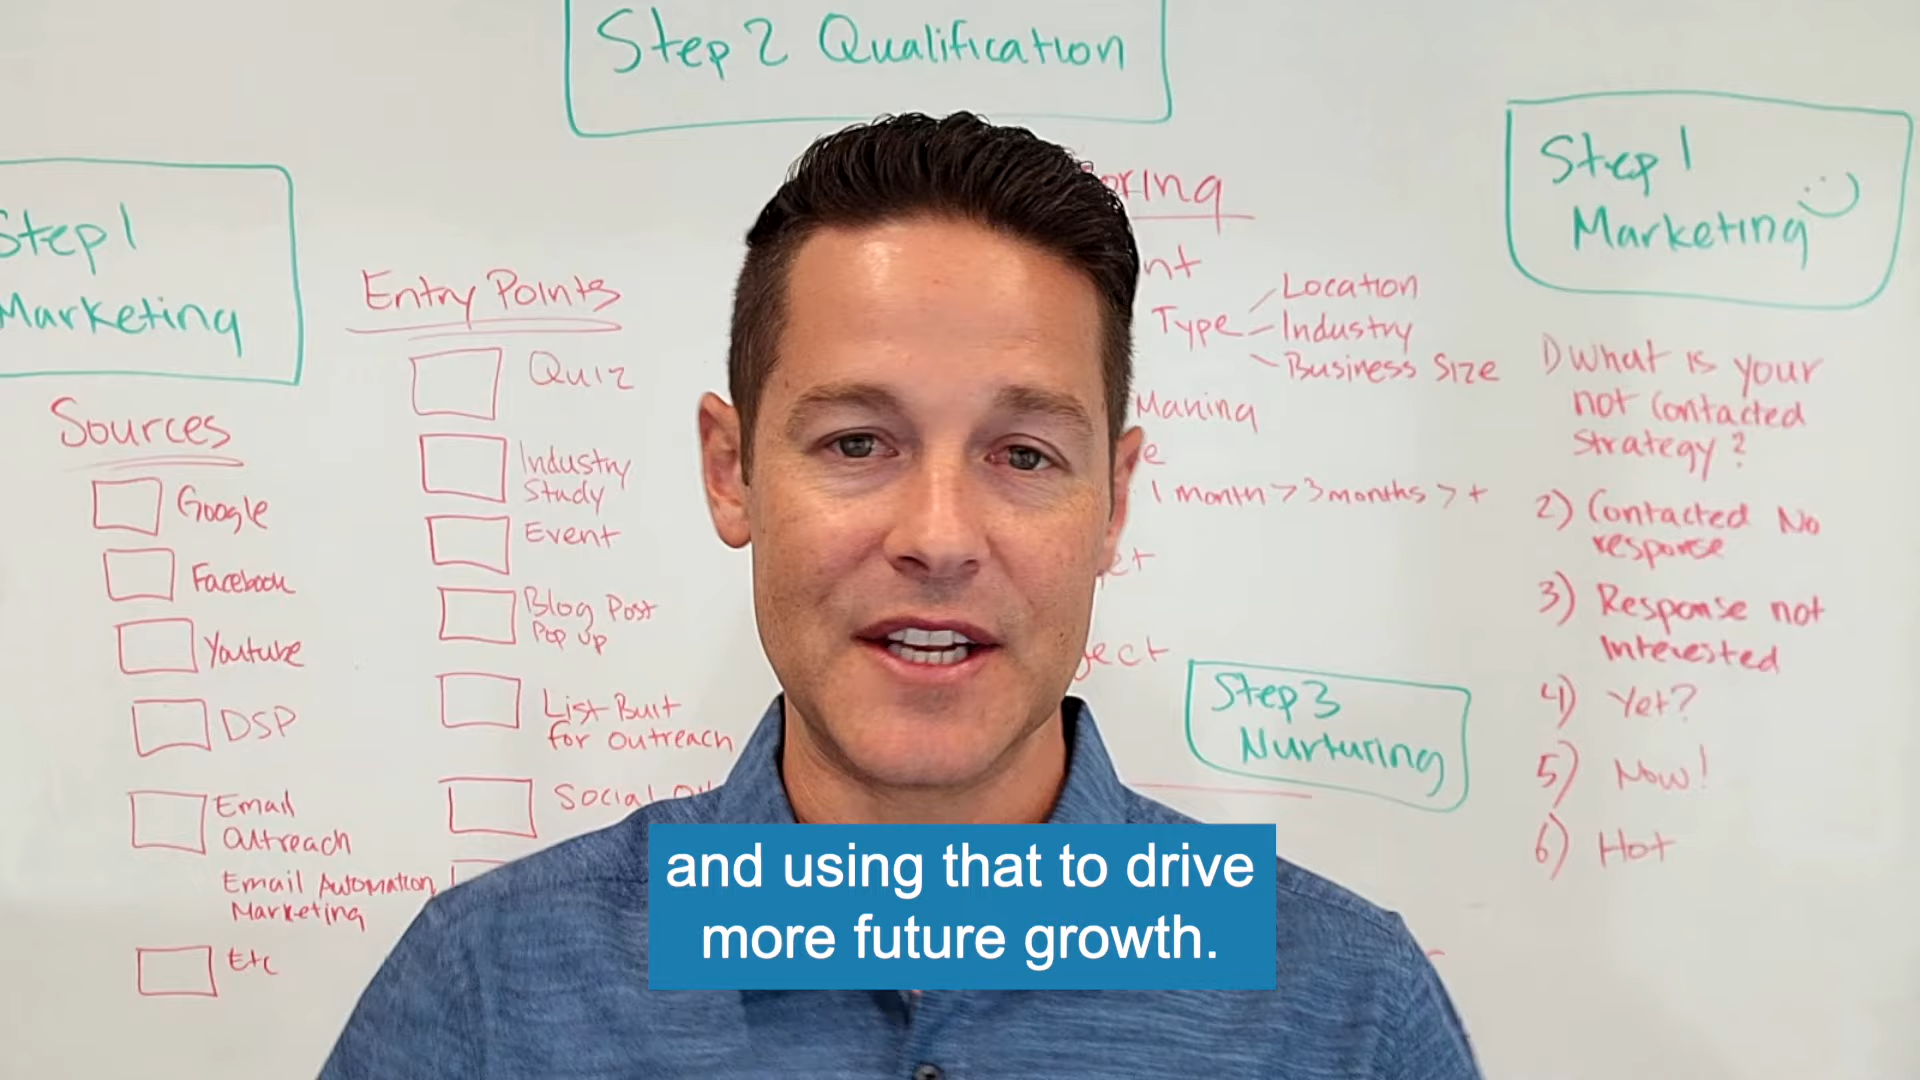 Step 2 Qualification
Step 1
Marketing
Sources
Google
Facebook
Youtube
DSP
Email
Outreach
Email Automation
Marketing
Etc
Entry Points
Quiz
Industry
Study
Event
Blog Post
Pop up
List Built
for outreach
Social
Type
Location
Industry
Business Size
Making
1 month > 3 months > +
Step 3
Nurturing
Step 1
Marketing
1) What is your
not contacted
strategy?
2) Contacted No
response
3) Response not
interested
4) Yet?
5) Now!
6) Hot
and using that to drive
more future growth.